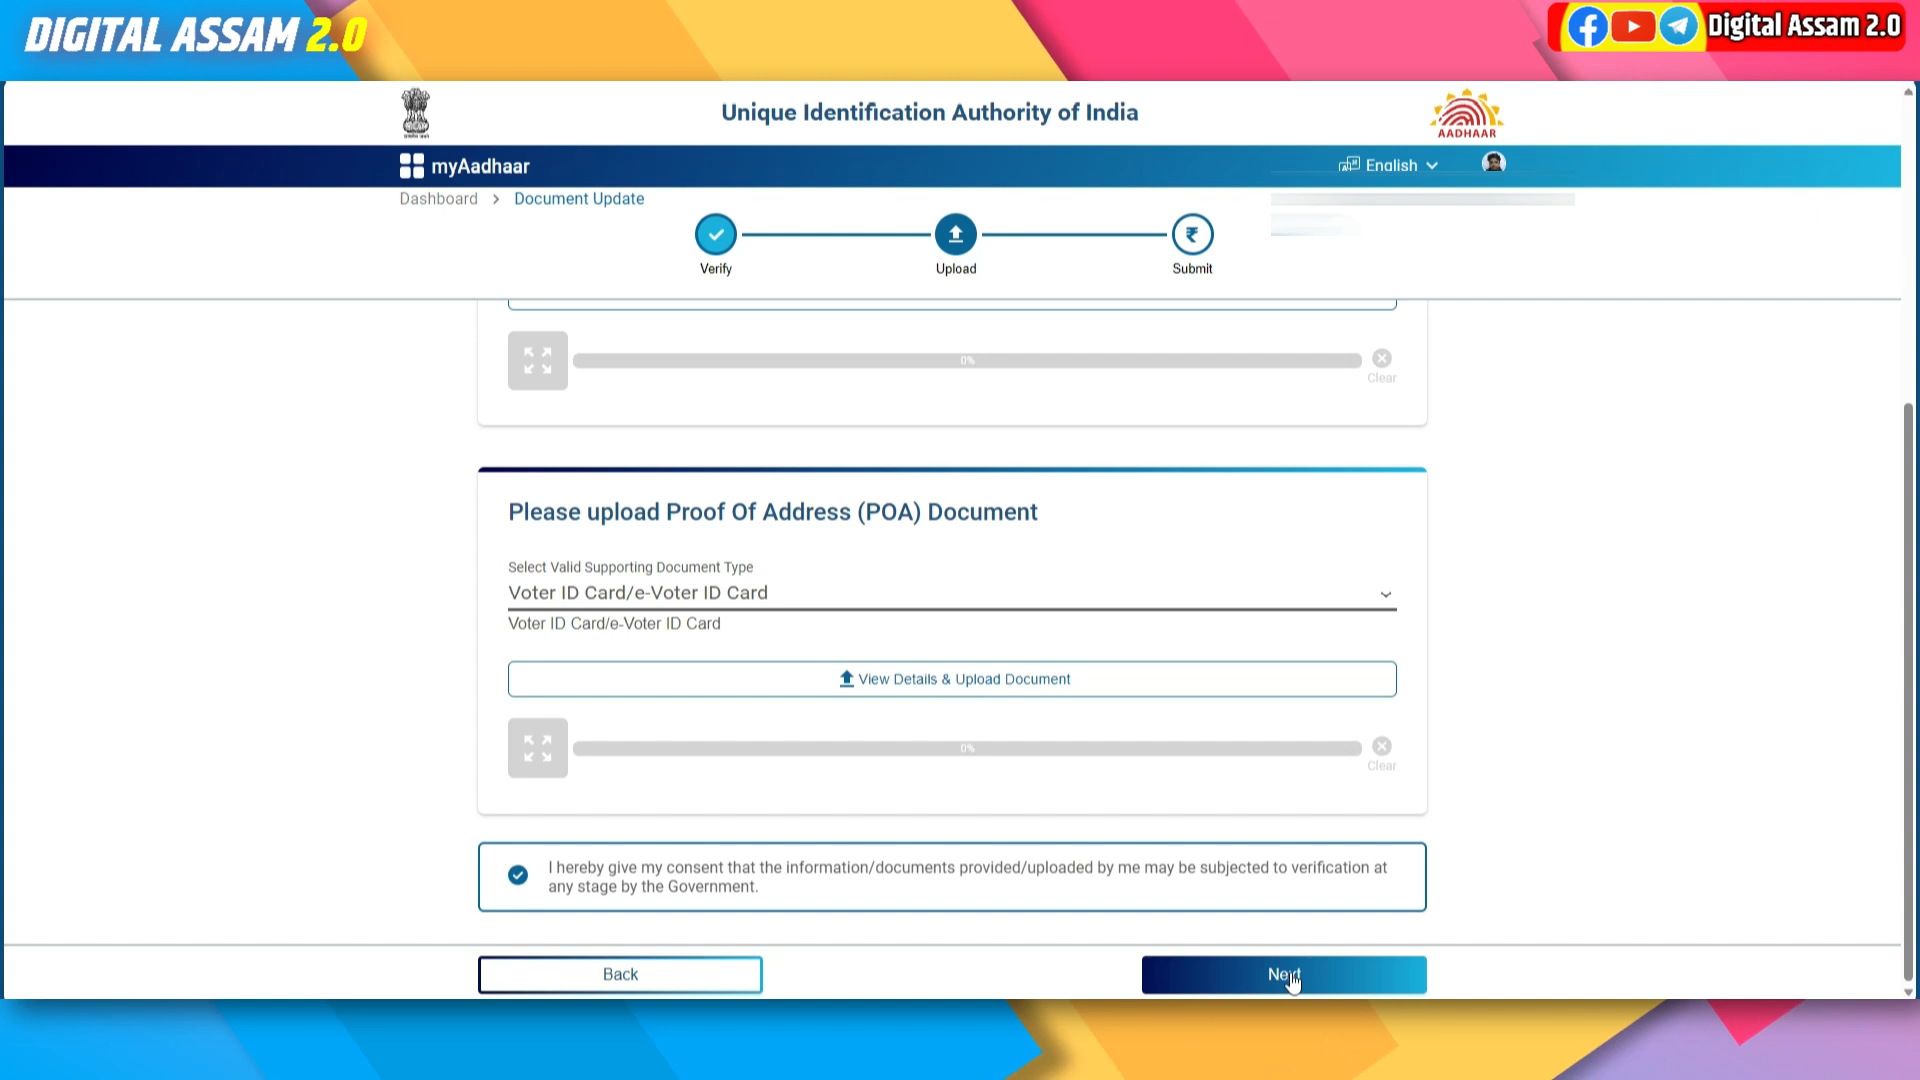 DIGITAL ASSAM 2.0
Digital Assam 2.0
Unique Identification Authority of India
AADHAAR
myAadhaar
English
Dashboard > Document Update
Verify
Upload
Submit
0%
Clear
Please upload Proof Of Address (POA) Document
Select Valid Supporting Document Type
Voter ID Card/e-Voter ID Card
Voter ID Card/e-Voter ID Card
View Details & Upload Document
0%
Clear
I hereby give my consent that the information/documents provided/uploaded by me may be subjected to verification at
any stage by the Government.
Back
Next